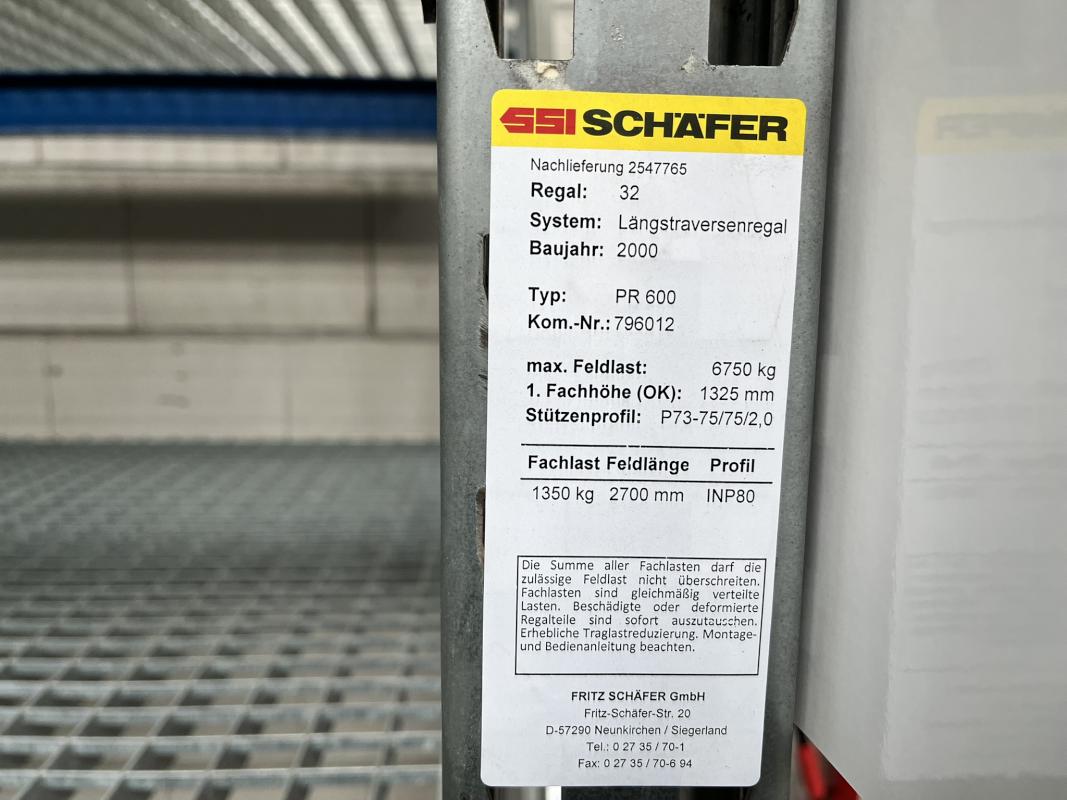 SSI SCHÄFER
Nachlieferung 2547765
Regal: 32
System: Längstraversenregal
Baujahr: 2000
Typ: PR 600
Kom.-Nr.: 796012
max. Feldlast: 6750 kg
1. Fachhöhe (OK): 1325 mm
Stützenprofil: P73-75/75/2,0
Fachlast Feldlänge Profil
1350 kg 2700 mm INP80
Die Summe aller Fachlasten darf die
zulässige Feldlast nicht überschreiten.
Fachlasten sind gleichmäßig verteilte
Lasten. Beschädigte oder deformierte
Regalteile sind sofort auszutauschen.
Erhebliche Traglastreduzierung. Montage-
und Bedienanleitung beachten.
FRITZ SCHÄFER GmbH
Fritz-Schäfer-Str. 20
D-57290 Neunkirchen / Siegerland
Tel.: 0 27 35 / 70-1
Fax: 0 27 35 / 70-6 94